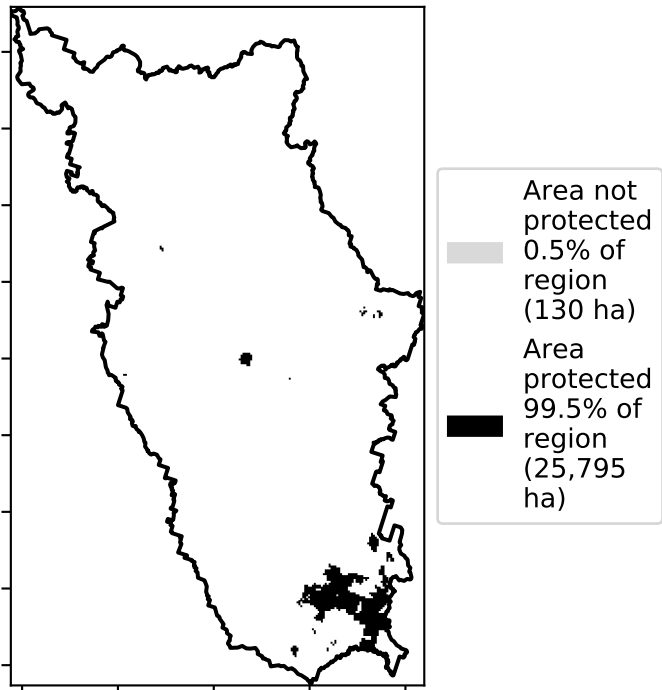 Area not
protected
0.5% of
region
(130 ha)
Area
protected
99.5% of
region
(25,795
ha)